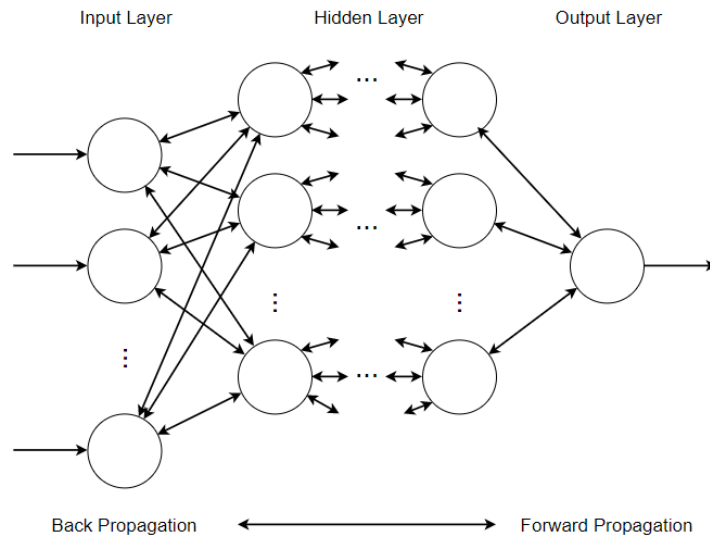 Input Layer
Hidden Layer
Output Layer
...
...
...
Back Propagation
Forward Propagation